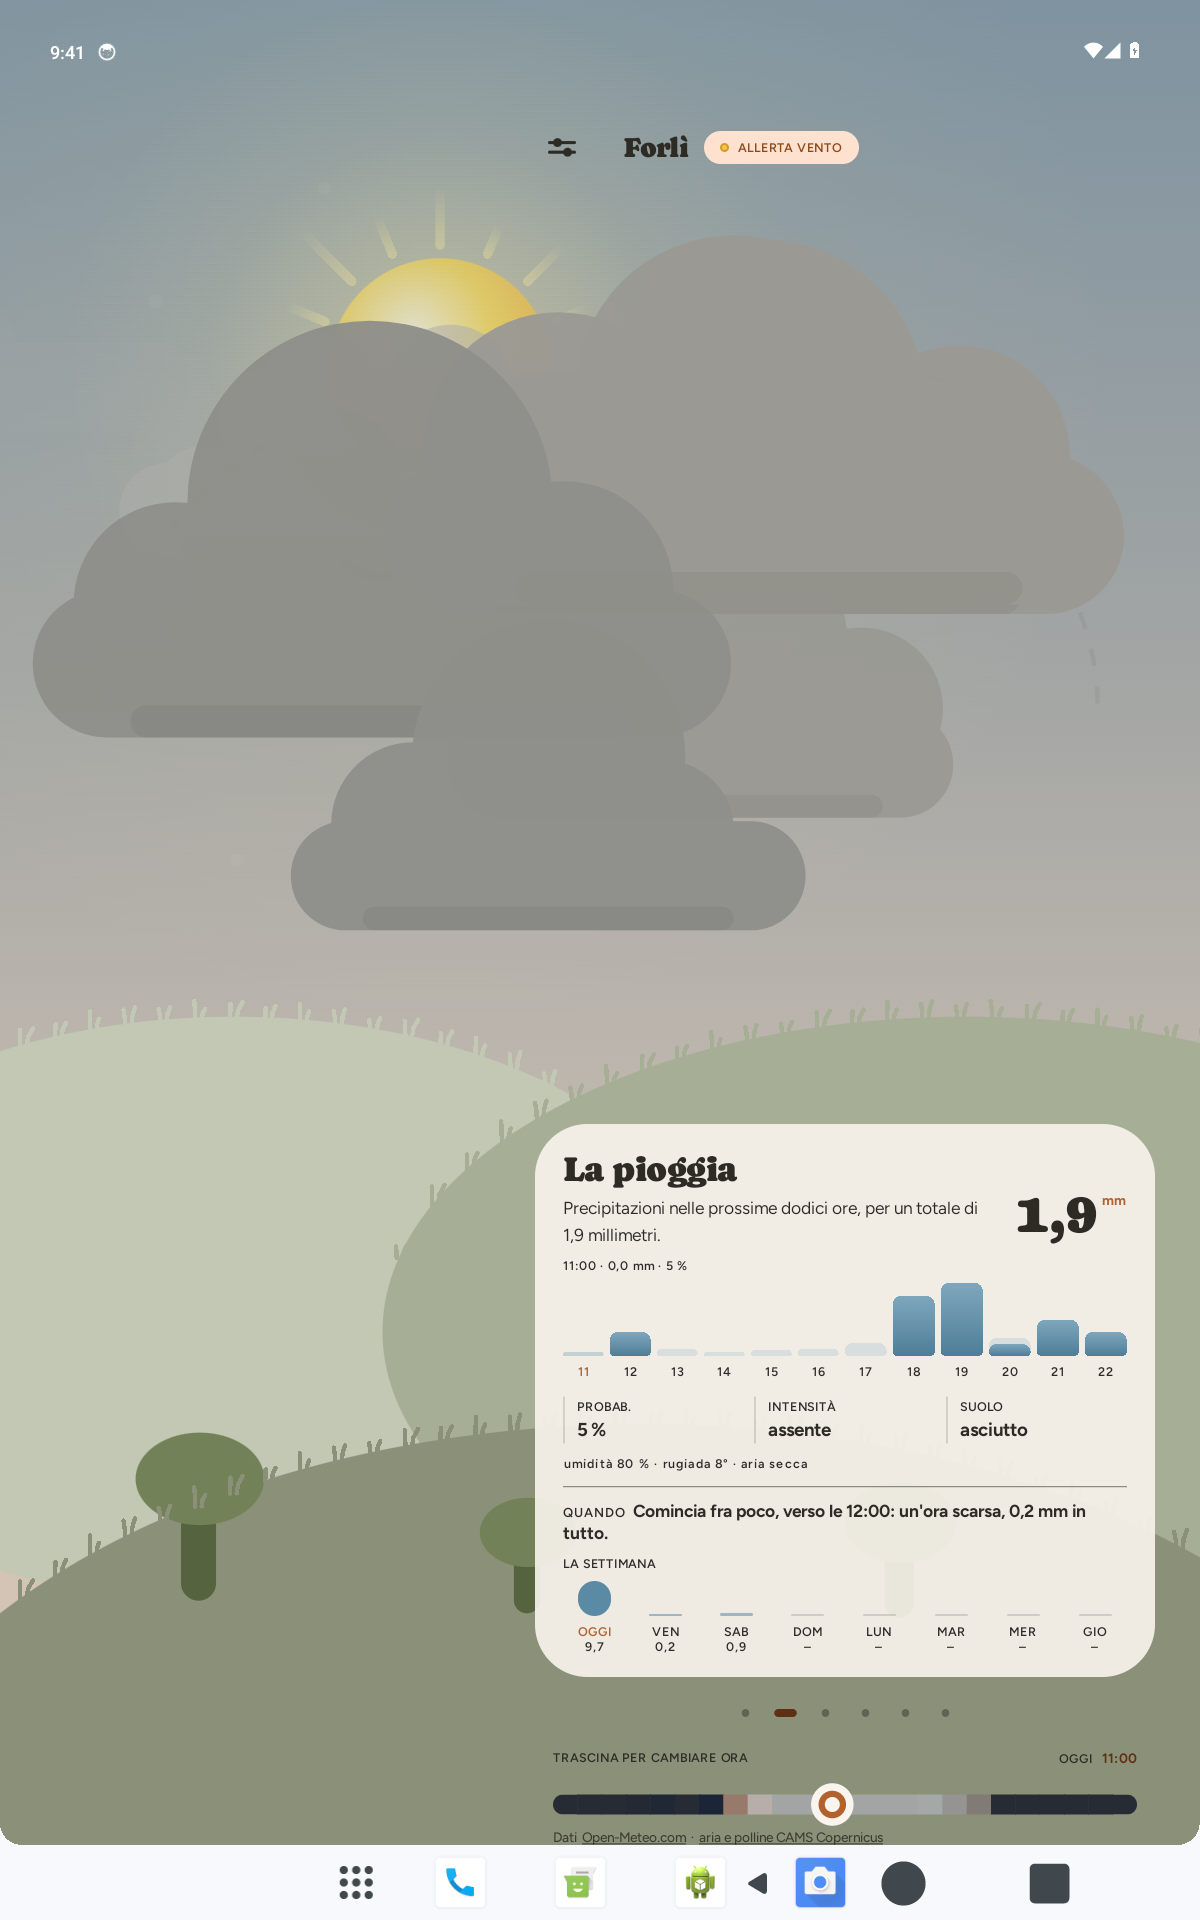 9:41
Forlì
ALLERTA VENTO
La pioggia
Precipitazioni nelle prossime dodici ore, per un totale di
1,9 millimetri.
1,9 mm
11:00 · 0,0 mm · 5 %
11 12 13 14 15 16 17 18 19 20 21 22
PROBAB. INTENSITÀ SUOLO
5 % assente asciutto
umidità 80 % · rugiada 8° · aria secca
QUANDO Comincia fra poco, verso le 12:00: un'ora scarsa, 0,2 mm in
tutto.
LA SETTIMANA
OGGI VEN SAB DOM LUN MAR MER GIO
9,7 0,2 0,9 – – – – –
TRASCINA PER CAMBIARE ORA OGGI 11:00
Dati Open-Meteo.com · aria e polline CAMS Copernicus